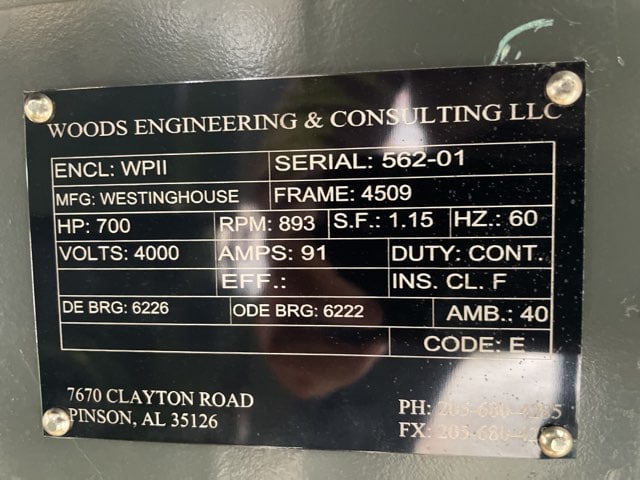 WOODS ENGINEERING & CONSULTING LLC
ENCL: WPII SERIAL: 562-01
MFG: WESTINGHOUSE FRAME: 4509
HP: 700 RPM: 893 S.F.: 1.15 HZ.: 60
VOLTS: 4000 AMPS: 91 DUTY: CONT.
EFF.: INS. CL. F
DE BRG: 6226 ODE BRG: 6222 AMB.: 40
CODE: E
7670 CLAYTON ROAD
PINSON, AL 35126
PH:
FX: